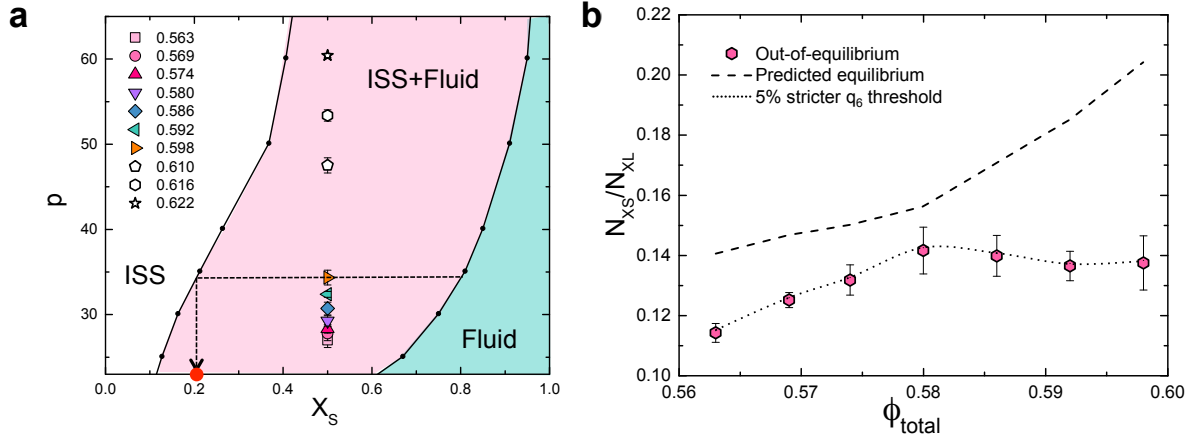 a
p
60
50
40
30
0.563
0.569
0.574
0.580
0.586
0.592
0.598
0.610
0.616
0.622
ISS+Fluid
ISS
Fluid
0.0 0.2 0.4 0.6 0.8 1.0
X_S
b
N_XS/N_XL
0.22
0.20
0.18
0.16
0.14
0.12
0.10
Out-of-equilibrium
Predicted equilibrium
5% stricter q_6 threshold
0.56 0.57 0.58 0.59 0.60
ϕ_total